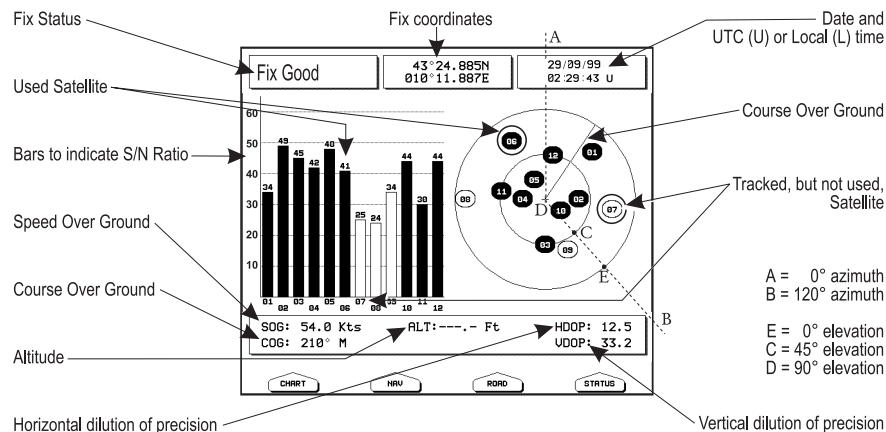 Fix Status
Fix coordinates
Date and
UTC (U) or Local (L) time
A
Fix Good
43°24.885N
010°11.887E
29/09/99
02:29:43 U
Used Satellite
Course Over Ground
Bars to indicate S/N Ratio
60
50
40
30
20
10
34
49
45
42
48
41
25
24
34
44
30
44
01
02
03
04
05
06
07
08
09
10
11
12
06
12
01
05
11
04
02
10
08
07
03
09
D
C
E
B
Tracked, but not used,
Satellite
Speed Over Ground
Course Over Ground
A = 0° azimuth
B = 120° azimuth
E = 0° elevation
C = 45° elevation
D = 90° elevation
SOG: 54.0 Kts
ALT:---.- Ft
HDOP: 12.5
COG: 210° M
VDOP: 33.2
Altitude
CHART
NAV
ROAD
STATUS
Horizontal dilution of precision
Vertical dilution of precision